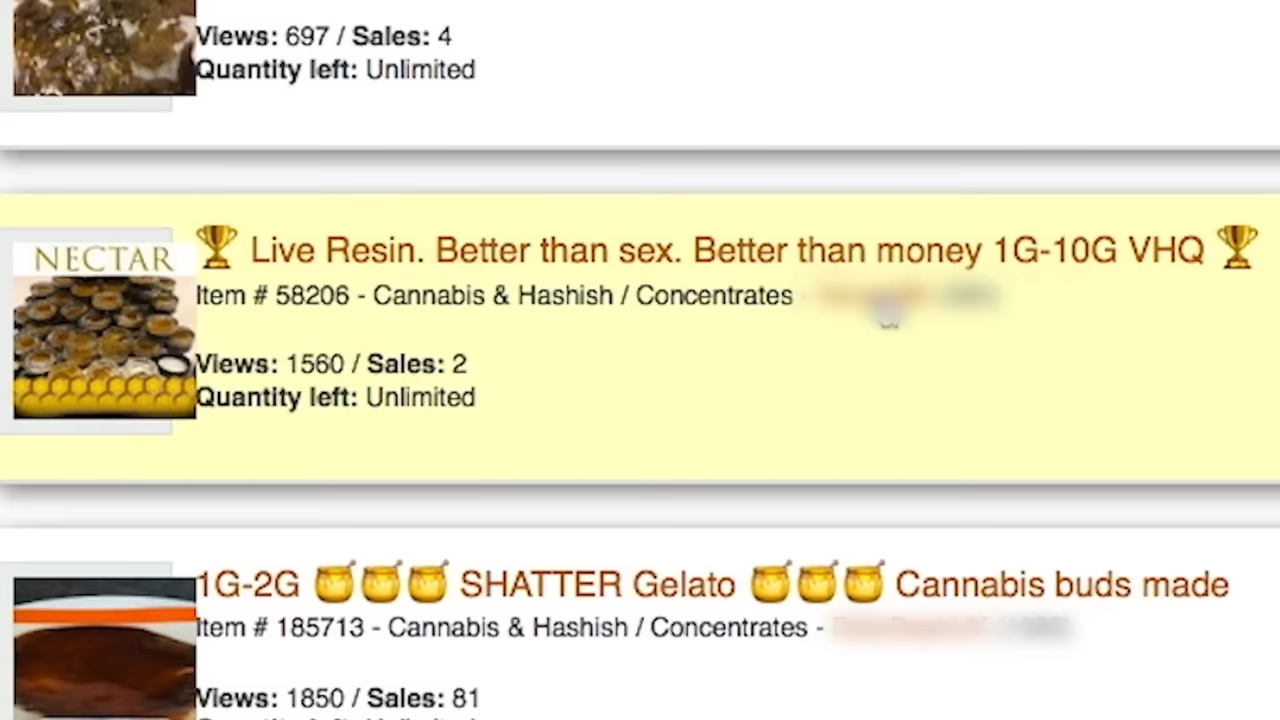 Views: 697 / Sales: 4
Quantity left: Unlimited
NECTAR
🏆 Live Resin. Better than sex. Better than money 1G-10G VHQ 🏆
Item # 58206 - Cannabis & Hashish / Concentrates -
Views: 1560 / Sales: 2
Quantity left: Unlimited
1G-2G 🍯🍯🍯 SHATTER Gelato 🍯🍯🍯 Cannabis buds made
Item # 185713 - Cannabis & Hashish / Concentrates -
Views: 1850 / Sales: 81